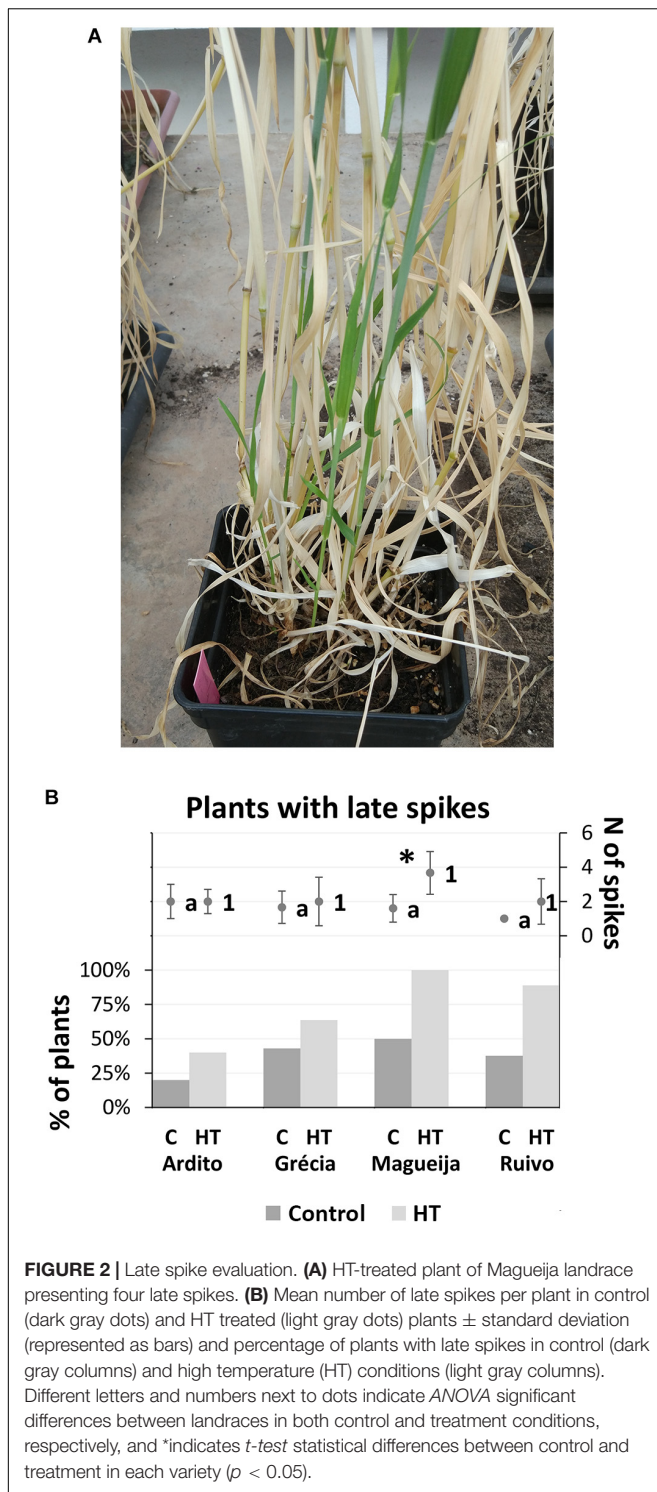 A
B
Plants with late spikes
6
4
2
0
N of spikes
*
a 1 a 1 a 1 a 1
100%
75%
50%
25%
0%
% of plants
C HT C HT C HT C HT
Ardito Grécia Magueija Ruivo
Control HT
FIGURE 2 | Late spike evaluation. (A) HT-treated plant of Magueija landrace
presenting four late spikes. (B) Mean number of late spikes per plant in control
(dark gray dots) and HT treated (light gray dots) plants ± standard deviation
(represented as bars) and percentage of plants with late spikes in control (dark
gray columns) and high temperature (HT) conditions (light gray columns).
Different letters and numbers next to dots indicate ANOVA significant
differences between landraces in both control and treatment conditions,
respectively, and *indicates t-test statistical differences between control and
treatment in each variety (p < 0.05).